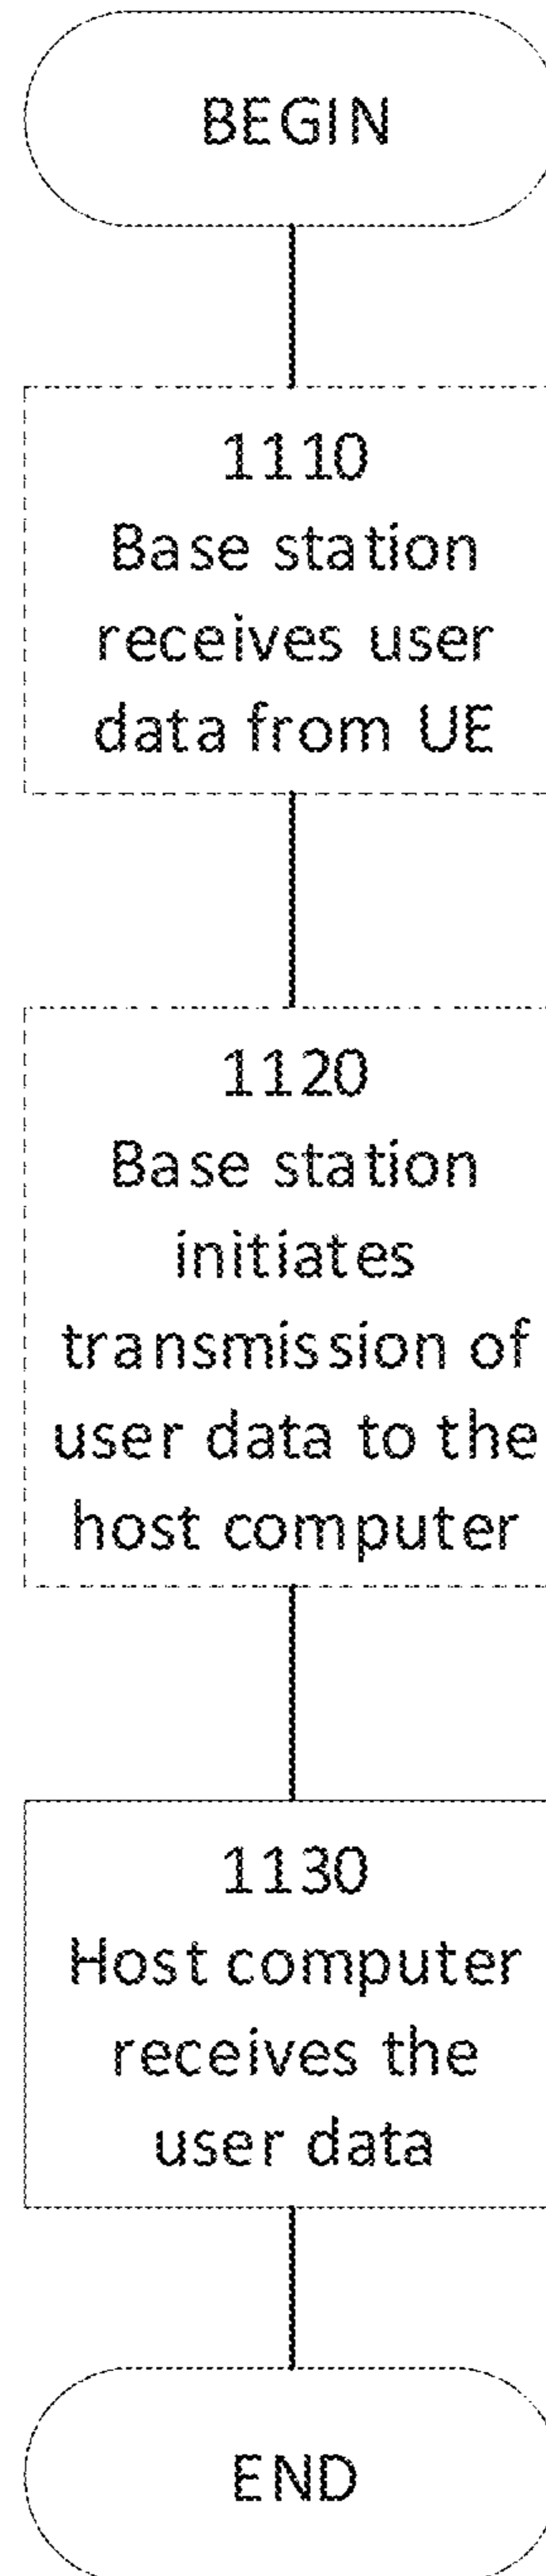 BEGIN
1110
Base station
receives user
data from UE
1120
Base station
initiates
transmission of
user data to the
host computer
1130
Host computer
receives the
user data
END